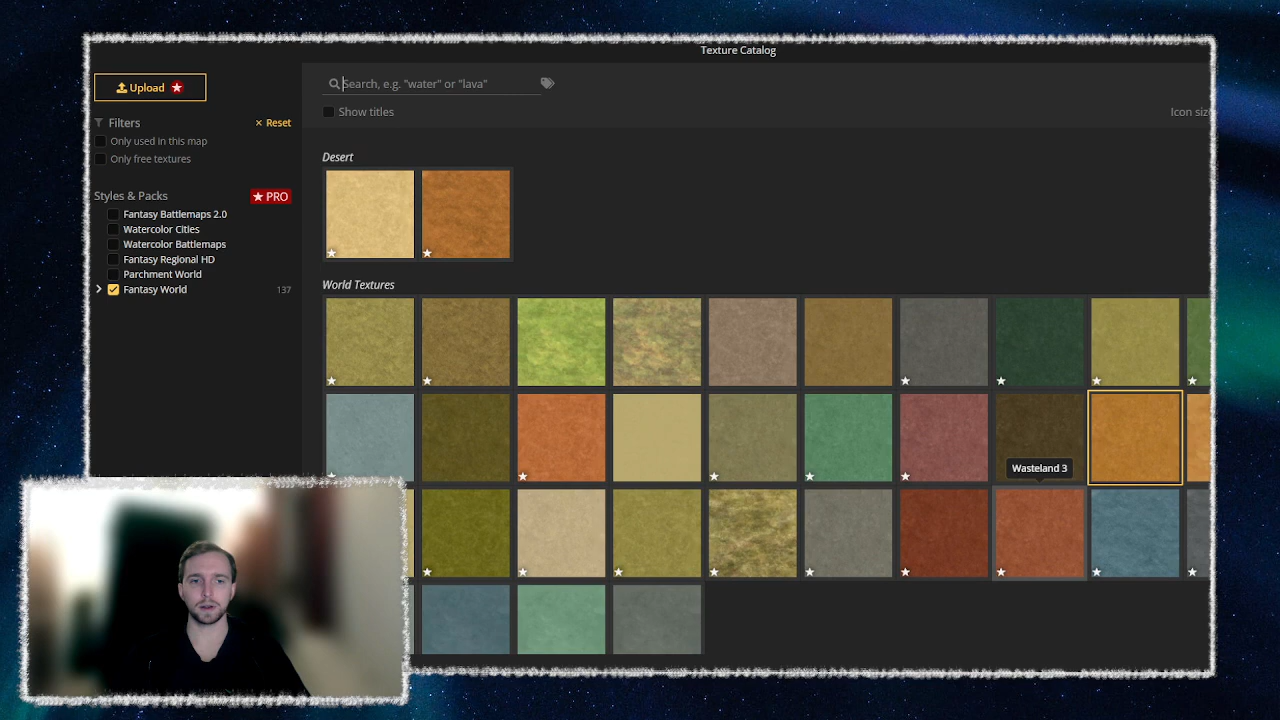 Texture Catalog
Upload
Search, e.g. "water" or "lava"
Filters
× Reset
Show titles
Icon size
Only used in this map
Only free textures
Desert
Styles & Packs
PRO
Fantasy Battlemaps 2.0
Watercolor Cities
Watercolor Battlemaps
Fantasy Regional HD
Parchment World
Fantasy World
137
World Textures
Wasteland 3